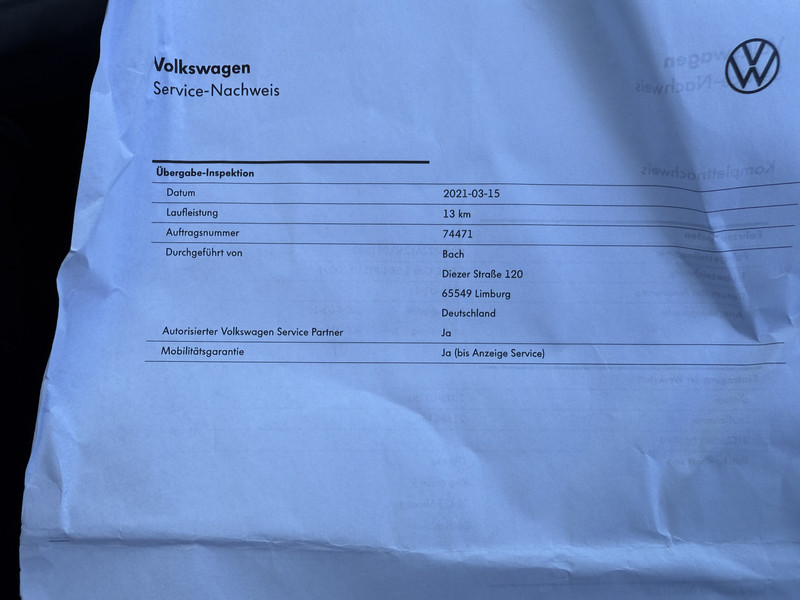 Volkswagen
Service-Nachweis
Übergabe-Inspektion
Datum 2021-03-15
Laufleistung 13 km
Auftragsnummer 74471
Durchgeführt von Bach
Diezer Straße 120
65549 Limburg
Deutschland
Autorisierter Volkswagen Service Partner Ja
Mobilitätsgarantie Ja (bis Anzeige Service)